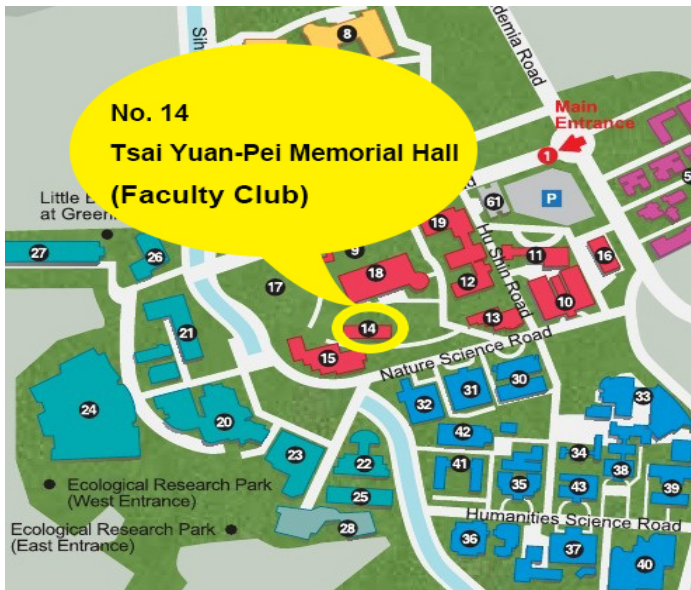 8
Sih
demia Road
Main
Entrance
1
No. 14
Tsai Yuan-Pei Memorial Hall
(Faculty Club)
5
P
61
Little B
at Green
27
26
19
9
18
17
12
Hu Shih Road
11
16
10
13
14
15
21
Nature Science Road
24
20
32
31
30
33
42
34
23
22
41
35
38
43
39
25
Ecological Research Park
(West Entrance)
28
Ecological Research Park
(East Entrance)
Humanities Science Road
36
37
40